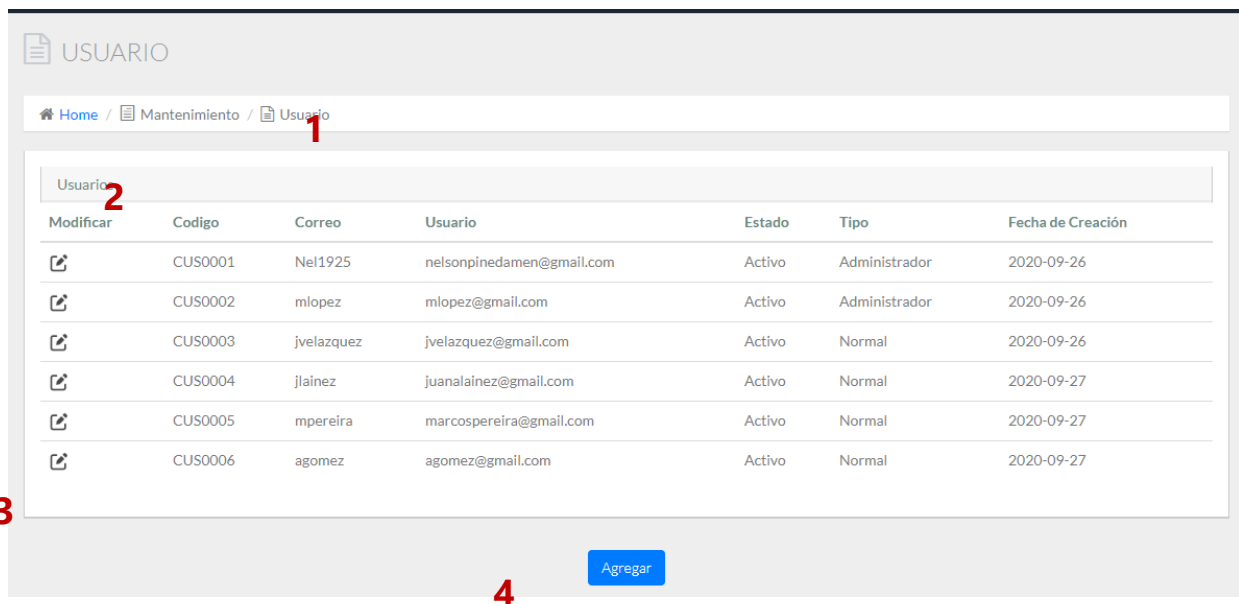 USUARIO
Home / Mantenimiento / Usuario
1
Usuarios
2
Modificar Codigo Correo Usuario Estado Tipo Fecha de Creación
CUS0001 Nel1925 nelsonpinedamen@gmail.com Activo Administrador 2020-09-26
CUS0002 mlopez mlopez@gmail.com Activo Administrador 2020-09-26
CUS0003 jvelazquez jvelazquez@gmail.com Activo Normal 2020-09-26
CUS0004 jlainez juanalainez@gmail.com Activo Normal 2020-09-27
CUS0005 mpereira marcospereira@gmail.com Activo Normal 2020-09-27
CUS0006 agomez agomez@gmail.com Activo Normal 2020-09-27
3
Agregar
4